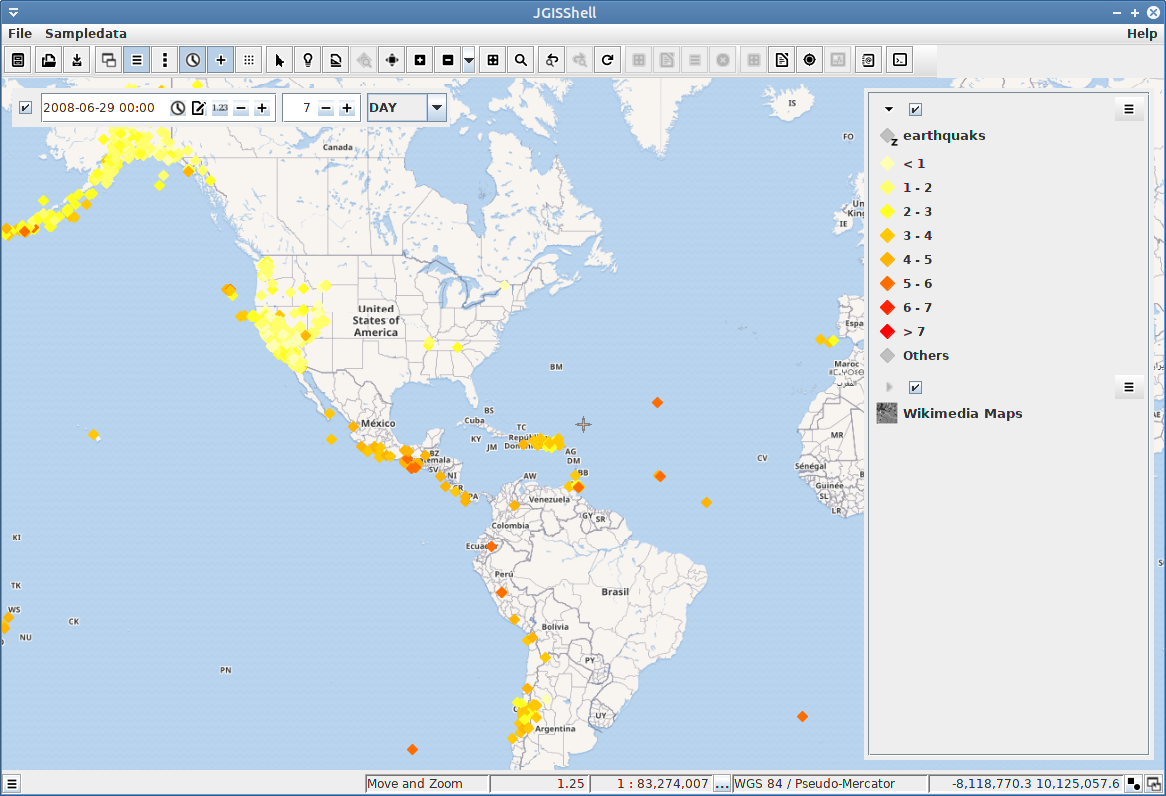 JGISShell
File Sampledata Help
2008-06-29 00:00 1.23 7 DAY
IS
FO
Canada
IE
United
States of
America
Espa
BM
Maroc
BS
México
Cuba
TC
KY
JM
BZ
SV
NI
CR
PA
AG
DM
BB
AW
CV
MR
Sénégal
Guinée
SL
LR
Venezuela
GY
SR
Colombia
KI
Perú
TK
WS
CK
NU
Brasil
Bolivia
PY
PN
UY
Argentina
earthquaks
< 1
1 - 2
2 - 3
3 - 4
4 - 5
5 - 6
6 - 7
> 7
Others
Wikimedia Maps
Move and Zoom 1.25 1 : 83,274,007 ... WGS 84 / Pseudo-Mercator -8,118,770.3 10,125,057.6